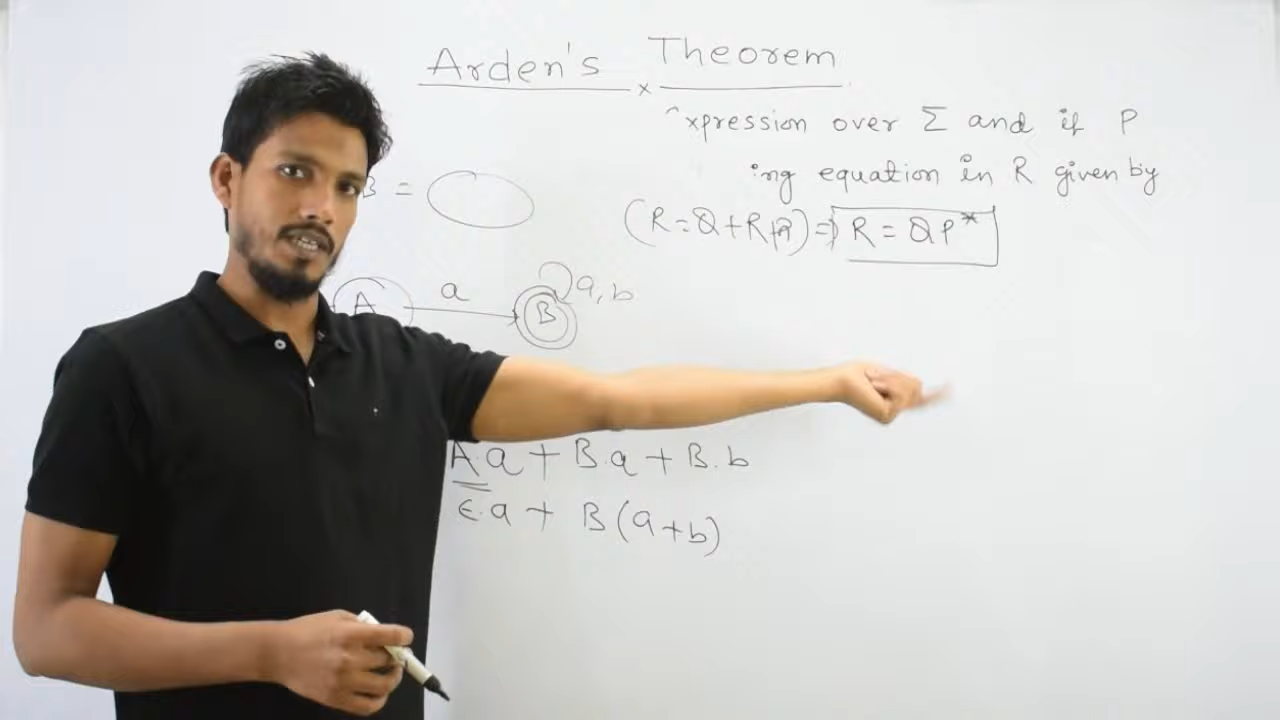 Arden's Theorem
xpression over Σ and if P
ing equation in R given by
B =
(R = Q + RP) ⇒ R = QP*
A a B a, b
A.a + B.a + B.b
ϵ.a + B(a+b)